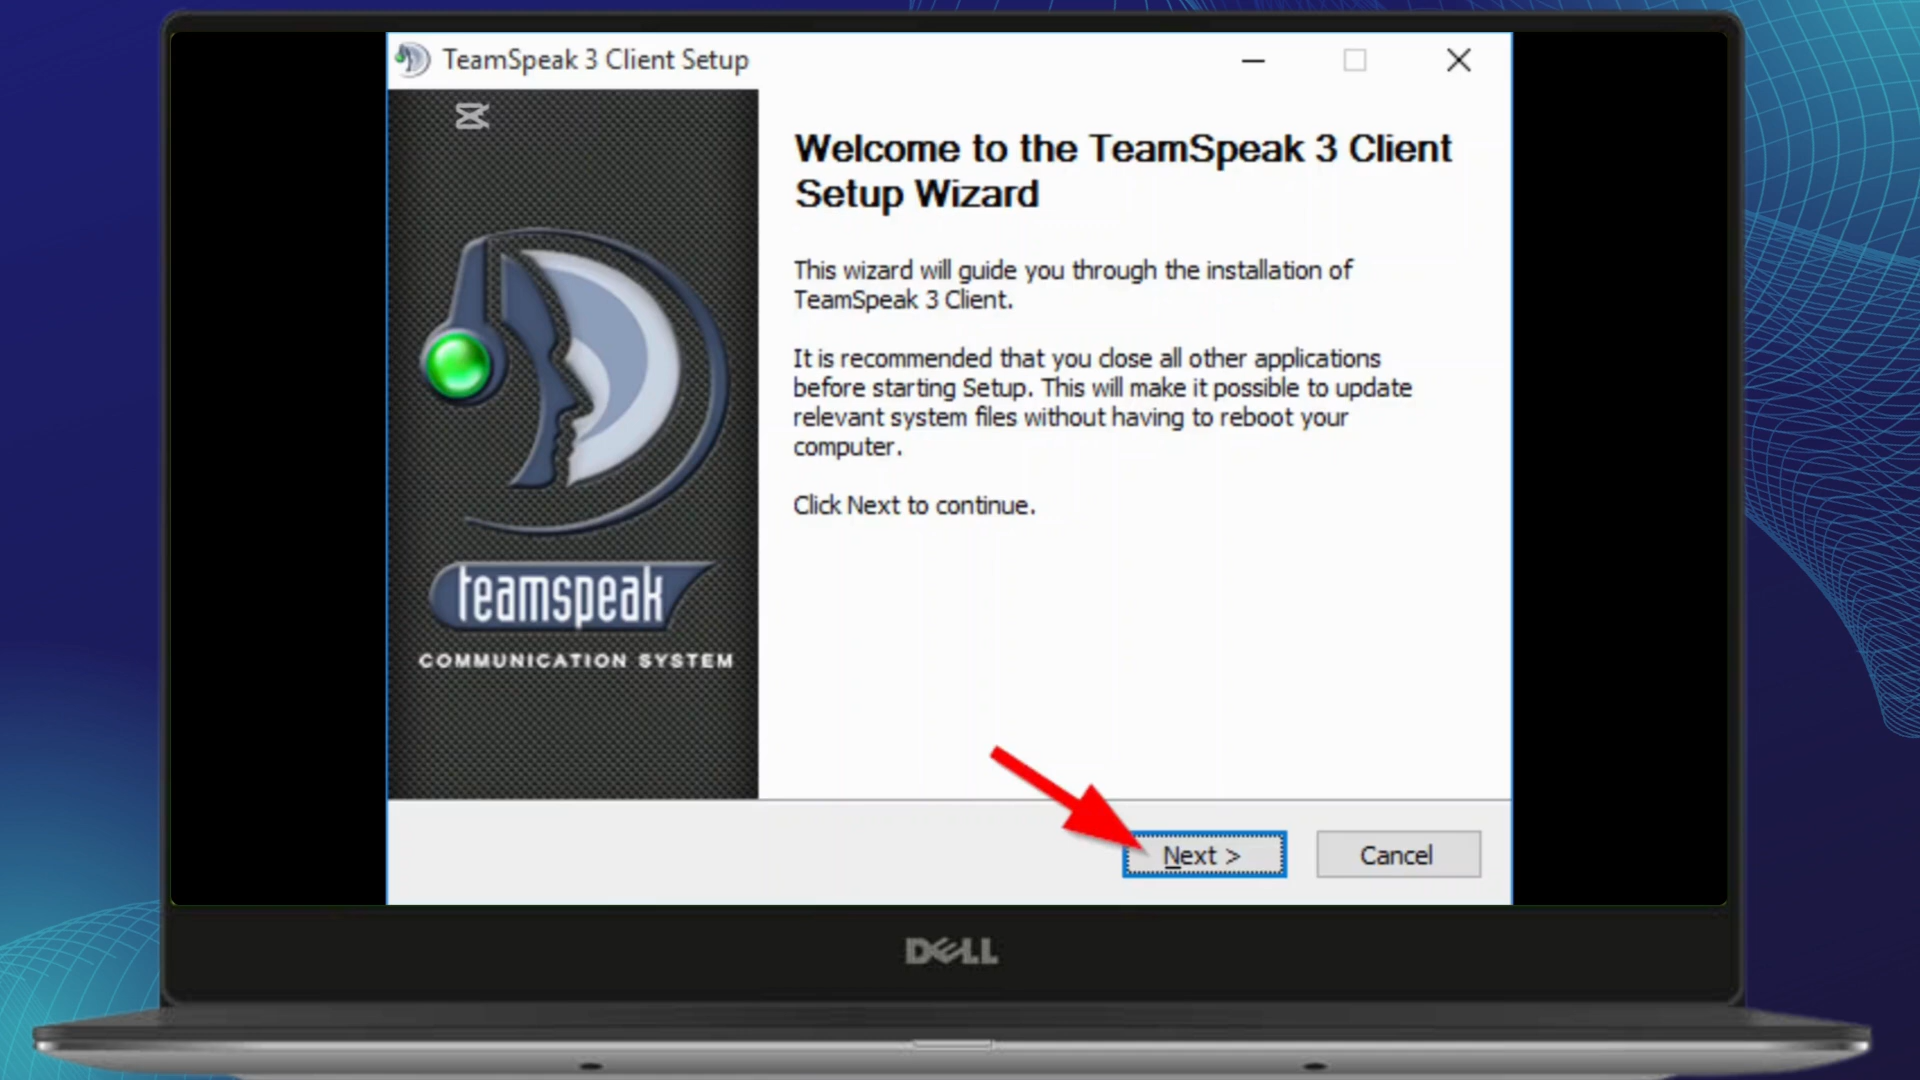 TeamSpeak 3 Client Setup
Welcome to the TeamSpeak 3 Client
Setup Wizard
This wizard will guide you through the installation of
TeamSpeak 3 Client.
It is recommended that you close all other applications
before starting Setup. This will make it possible to update
relevant system files without having to reboot your
computer.
Click Next to continue.
teamspeak
COMMUNICATION SYSTEM
Next >
Cancel
DELL